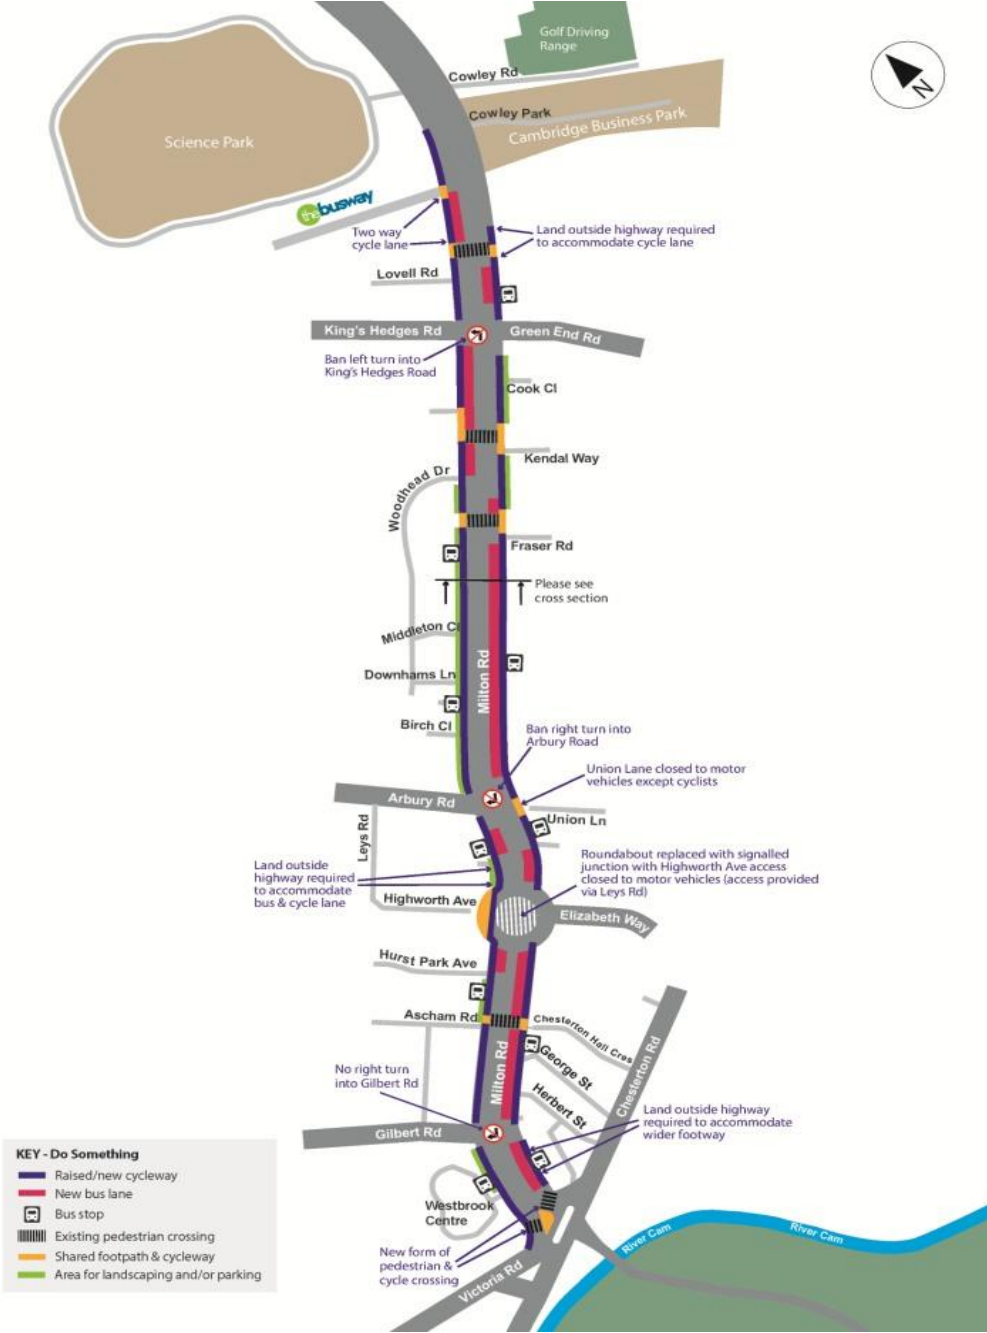 Golf Driving
Range
Cowley Rd
Cowley Park
Cambridge Business Park
Science Park
N
thebusway
Two way
cycle lane
Land outside highway required
to accommodate cycle lane
Lovell Rd
King's Hedges Rd
Green End Rd
Ban left turn into
King's Hedges Road
Cook Cl
Kendal Way
Woodhead Dr
Fraser Rd
Please see
cross section
Middleton Cl
Milton Rd
Downhams Ln
Birch Cl
Ban right turn into
Arbury Road
Union Lane closed to motor
vehicles except cyclists
Arbury Rd
Union Ln
Leys Rd
Land outside
highway required
to accommodate
bus & cycle lane
Roundabout replaced with signalled
junction with Highworth Ave access
closed to motor vehicles (access provided
via Leys Rd)
Highworth Ave
Elizabeth Way
Hurst Park Ave
Ascham Rd
Chesterton Hall Cres
Milton Rd
George St
Chesterton Rd
No right turn
into Gilbert Rd
Herbert St
Land outside highway
required to accommodate
wider footway
Gilbert Rd
KEY - Do Something
Raised/new cycleway
New bus lane
Bus stop
Existing pedestrian crossing
Shared footpath & cycleway
Area for landscaping and/or parking
Westbrook
Centre
New form of
pedestrian &
cycle crossing
Victoria Rd
River Cam
River Cam